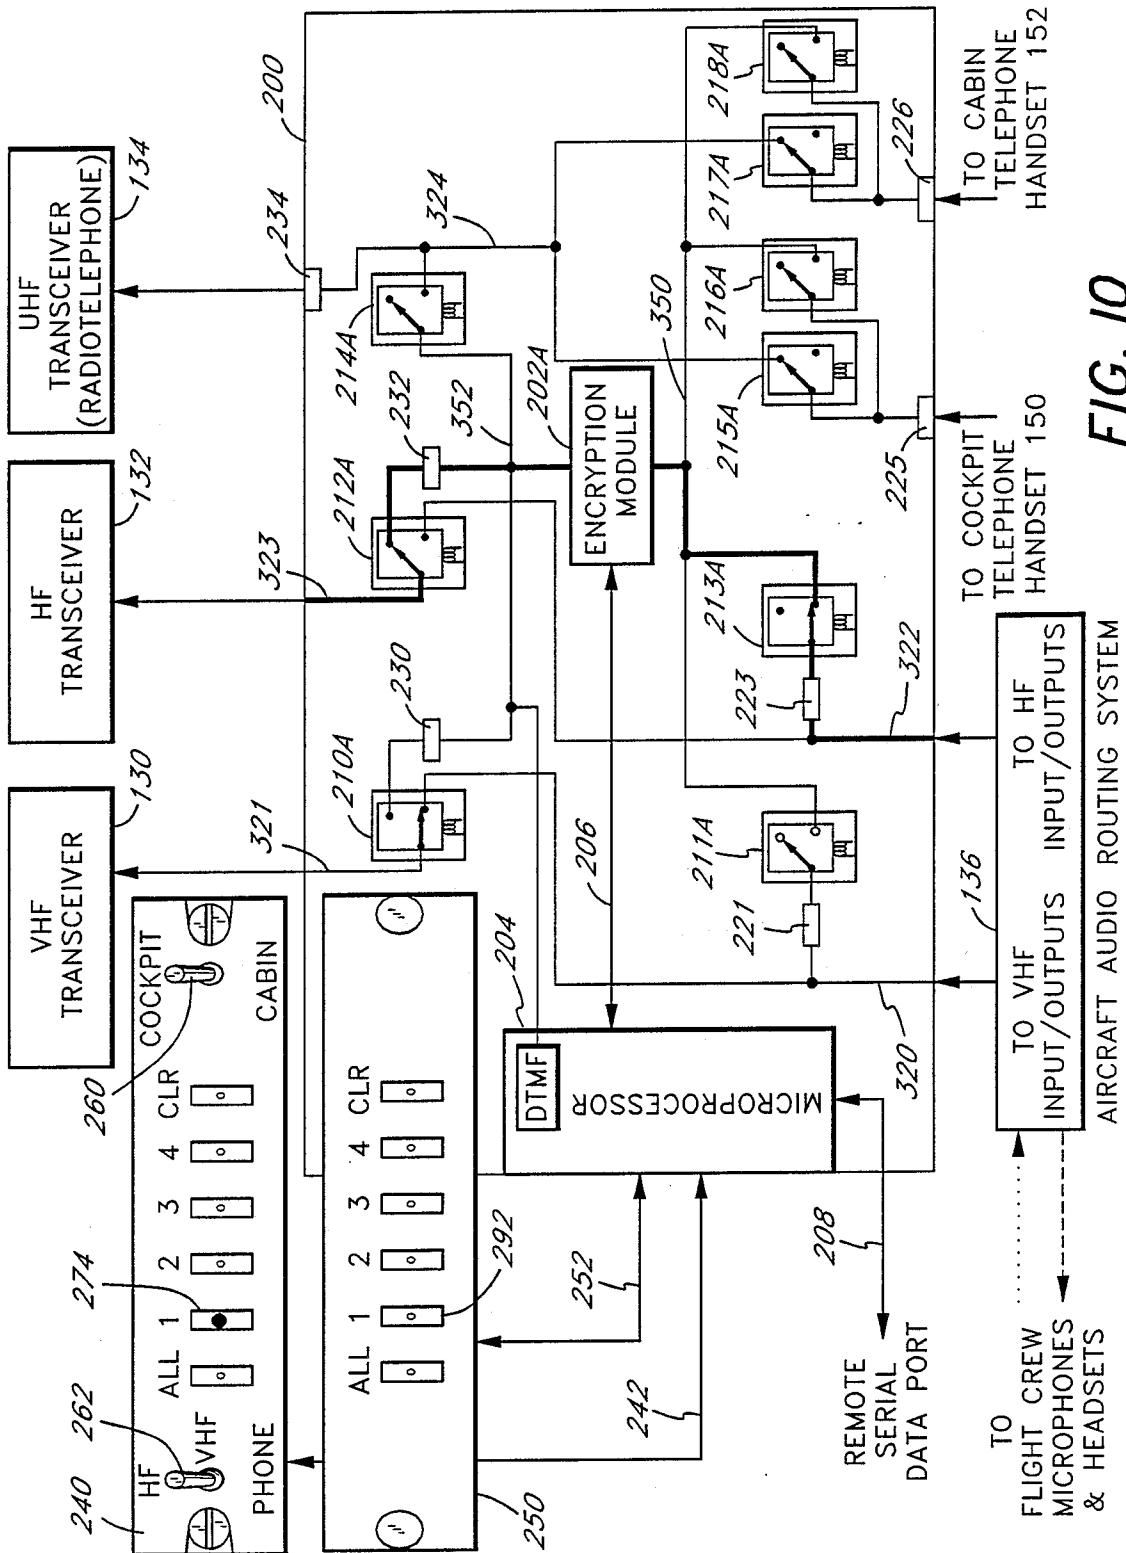 VHF
TRANSCEIVER
130
HF
TRANSCEIVER
132
UHF
TRANSCEIVER
(RADIOTELEPHONE)
134
240
262
HF
VHF
PHONE
ALL
1
2
3
4
CLR
274
COCKPIT
CABIN
260
250
ALL
1
2
3
4
CLR
292
321
323
200
234
210A
230
212A
232
352
214A
324
204
DTMF
MICROPROCESSOR
206
ENCRYPTION
MODULE
202A
350
211A
221
213A
223
215A
216A
217A
218A
225
226
252
242
208
320
322
REMOTE
SERIAL
DATA PORT
TO COCKPIT
TELEPHONE
HANDSET 150
TO CABIN
TELEPHONE
HANDSET 152
136
TO VHF
INPUT/OUTPUTS
TO HF
INPUT/OUTPUTS
AIRCRAFT AUDIO ROUTING SYSTEM
TO
FLIGHT CREW
MICROPHONES
& HEADSETS
FIG. 10